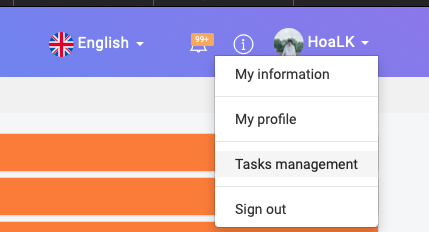 English
99+
HoaLK
My information
My profile
Tasks management
Sign out